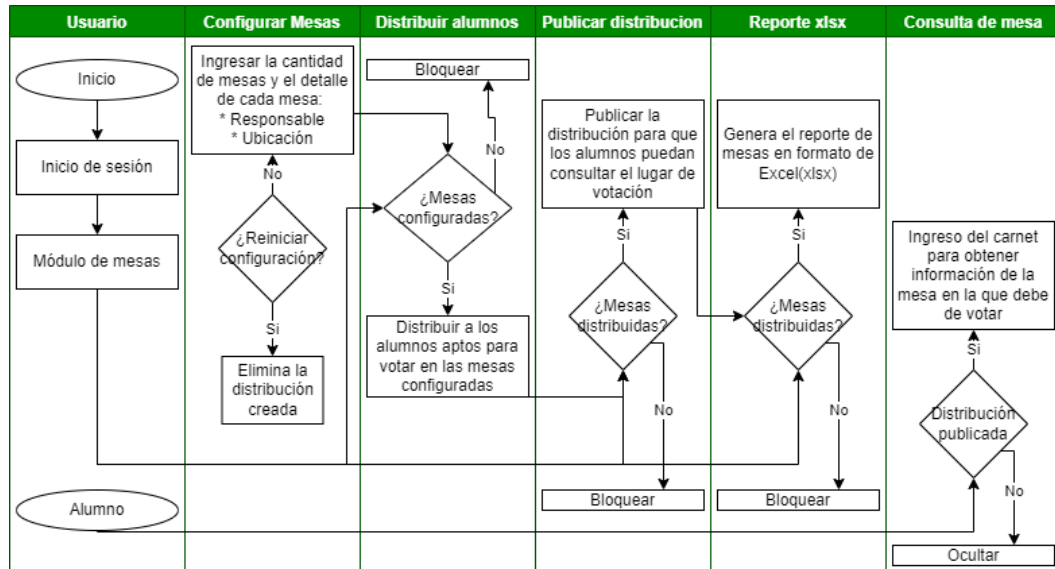 Usuario
Configurar Mesas
Distribuir alumnos
Publicar distribucion
Reporte xlsx
Consulta de mesa
Inicio
Inicio de sesión
Módulo de mesas
Alumno
Ingresar la cantidad
de mesas y el detalle
de cada mesa:
* Responsable
* Ubicación
No
¿Reiniciar
configuración?
Si
Elimina la
distribución
creada
Bloquear
No
¿Mesas
configuradas?
Si
Distribuir a los
alumnos aptos para
votar en las mesas
configuradas
Publicar la
distribución para que
los alumnos puedan
consultar el lugar de
votación
Si
¿Mesas
distribuidas?
No
Bloquear
Genera el reporte de
mesas en formato de
Excel(xlsx)
Si
¿Mesas
distribuidas?
No
Bloquear
Ingreso del carnet
para obtener
información de la
mesa en la que debe
de votar
Si
Distribución
publicada
No
Ocultar